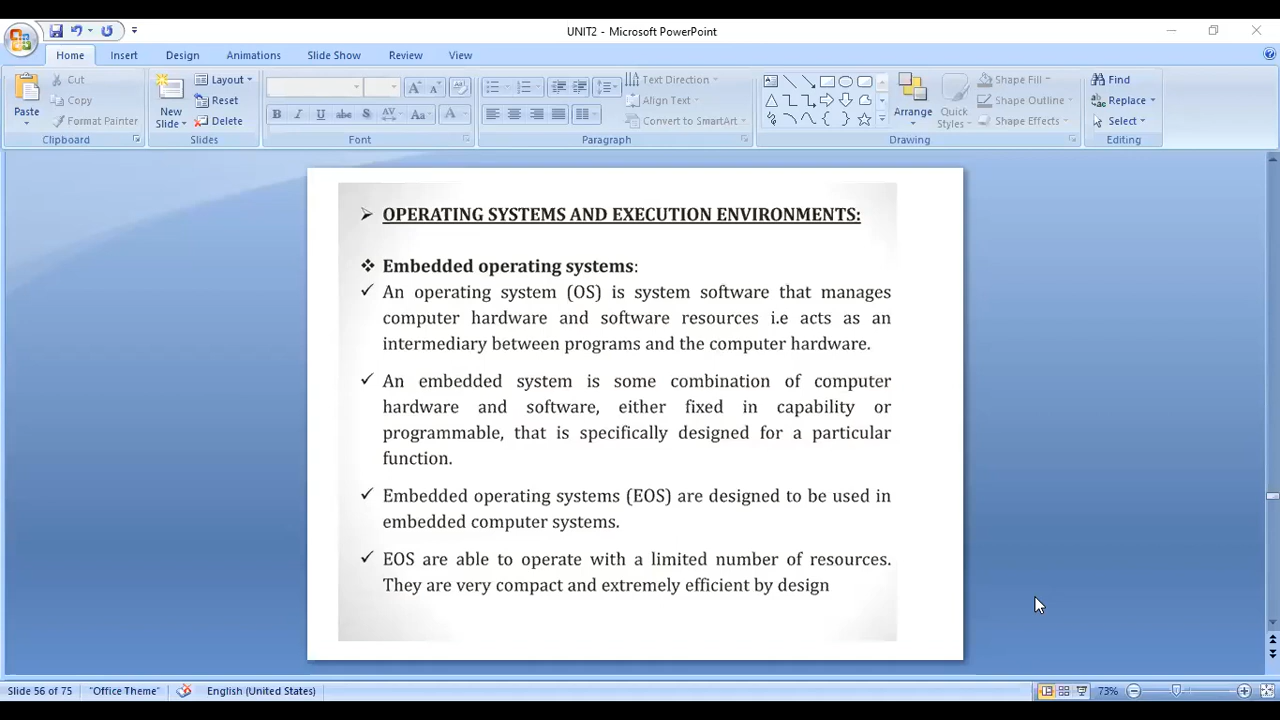 UNIT2 - Microsoft PowerPoint
Home Insert Design Animations Slide Show Review View
Paste
Cut
Copy
Format Painter
Clipboard
New Slide
Layout
Reset
Delete
Slides
B I U abc S AV Aa A
Font
Text Direction
Align Text
Convert to SmartArt
Paragraph
Arrange
Quick Styles
Shape Fill
Shape Outline
Shape Effects
Drawing
Find
Replace
Select
Editing
OPERATING SYSTEMS AND EXECUTION ENVIRONMENTS:
Embedded operating systems:
An operating system (OS) is system software that manages
computer hardware and software resources i.e acts as an
intermediary between programs and the computer hardware.
An embedded system is some combination of computer
hardware and software, either fixed in capability or
programmable, that is specifically designed for a particular
function.
Embedded operating systems (EOS) are designed to be used in
embedded computer systems.
EOS are able to operate with a limited number of resources.
They are very compact and extremely efficient by design
Slide 56 of 75 "Office Theme" English (United States) 73%